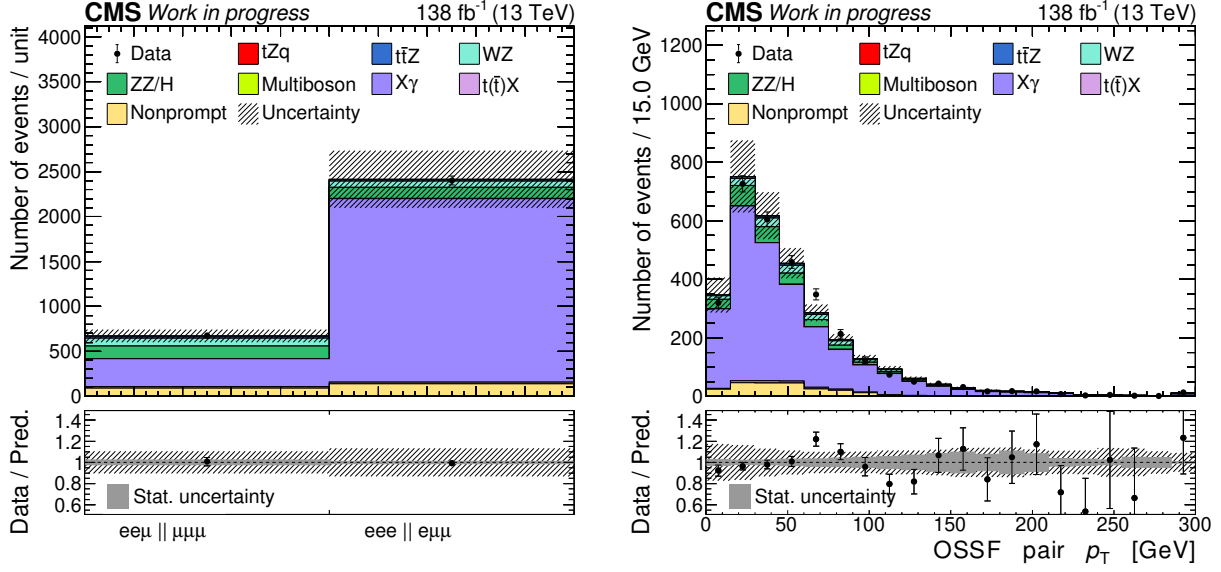 CMS Work in progress 138 fb⁻¹ (13 TeV)
Number of events / unit
4000
3500
3000
2500
2000
1500
1000
500
0
Data tZq tt̄Z WZ
ZZ/H Multiboson Xγ t(t̄)X
Nonprompt Uncertainty
Data / Pred.
1.4
1.2
1
0.8
0.6
Stat. uncertainty
eeμ || μμμ eee || eμμ
CMS Work in progress 138 fb⁻¹ (13 TeV)
Number of events / 15.0 GeV
1200
1000
800
600
400
200
0
Data tZq tt̄Z WZ
ZZ/H Multiboson Xγ t(t̄)X
Nonprompt Uncertainty
Data / Pred.
1.4
1.2
1
0.8
0.6
Stat. uncertainty
0 50 100 150 200 250 300
OSSF pair pT [GeV]